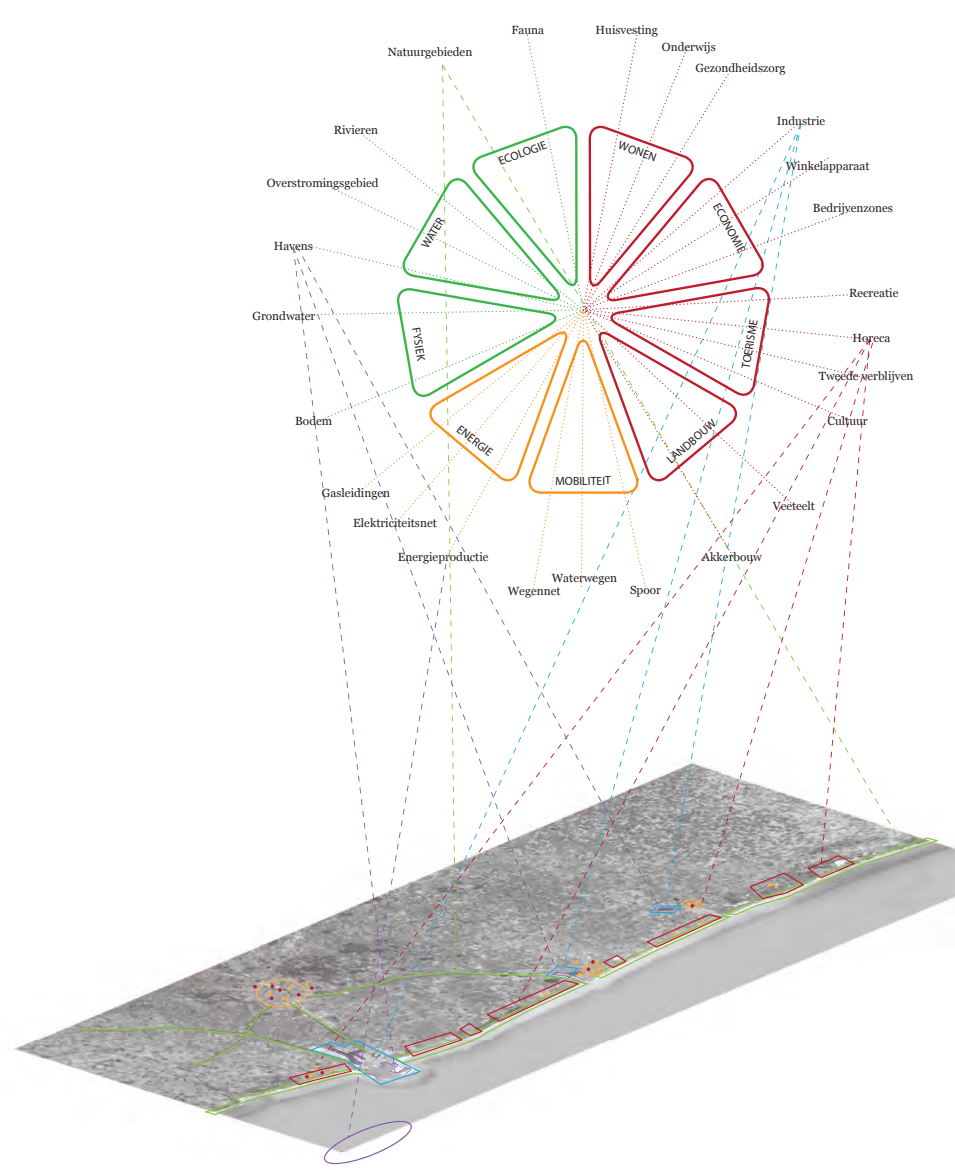 Fauna
Huisvesting
Natuurgebieden
Onderwijs
Gezondheidszorg
Rivieren
Industrie
ECOLOGIE
WONEN
Winkelapparaat
Overstromingsgebied
WATER
ECONOMIE
Bedrijvenzones
Havens
Recreatie
Grondwater
FYSIEK
TOERISME
Horeca
Tweede verblijven
Bodem
Cultuur
ENERGIE
LANDBOUW
MOBILITEIT
Gasleidingen
Veeteelt
Elektriciteitsnet
Energieproductie
Akkerbouw
Waterwegen
Wegennet
Spoor